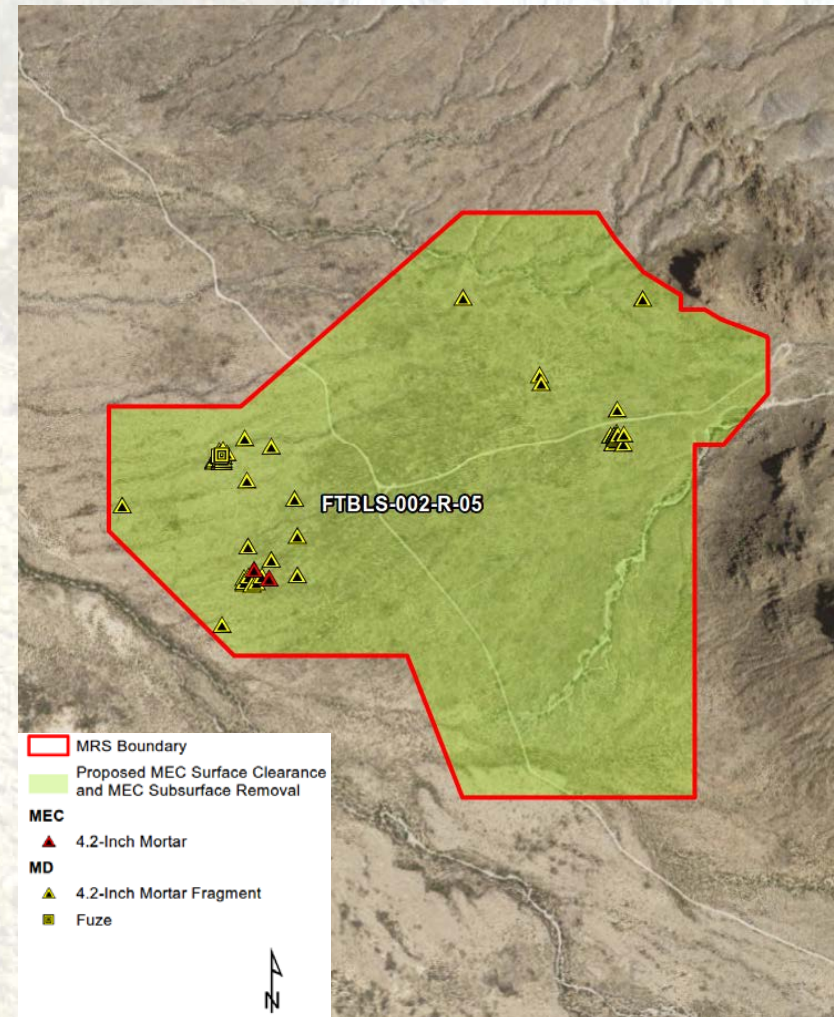 FTBLS-002-R-05
MRS Boundary
Proposed MEC Surface Clearance
and MEC Subsurface Removal
MEC
4.2-Inch Mortar
MD
4.2-Inch Mortar Fragment
Fuze
N